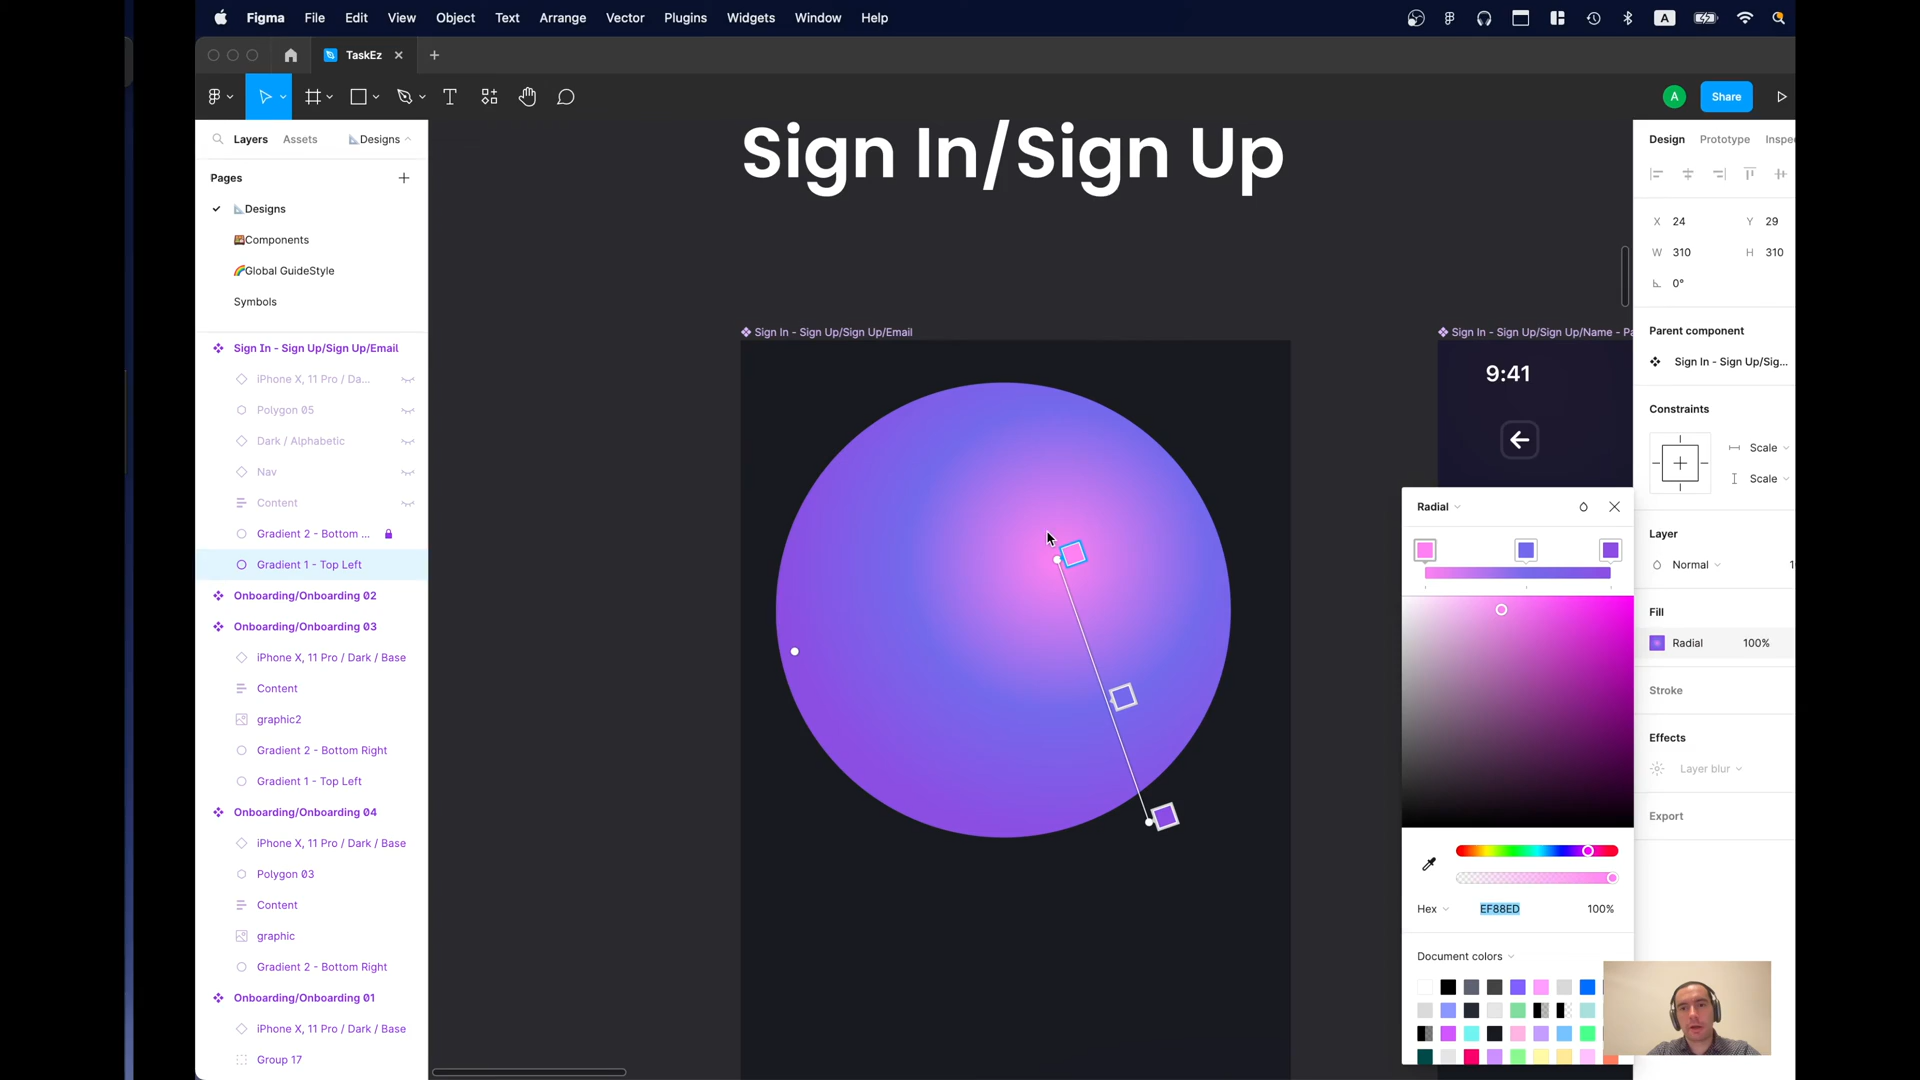 Figma File Edit View Object Text Arrange Vector Plugins Widgets Window Help
A
TaskEz
A Share
Layers Assets Designs
Design Prototype Inspe
Sign In/Sign Up
Pages
Designs
Components
Global GuideStyle
Symbols
X 24 Y 29
W 310 H 310
0°
Parent component
Sign In - Sign Up/Sig...
Constraints
Scale
Scale
Layer
Normal
Fill
Radial 100%
Stroke
Effects
Layer blur
Export
Sign In - Sign Up/Sign Up/Email
iPhone X, 11 Pro / Da...
Polygon 05
Dark / Alphabetic
Nav
Content
Gradient 2 - Bottom ...
Gradient 1 - Top Left
Onboarding/Onboarding 02
Onboarding/Onboarding 03
iPhone X, 11 Pro / Dark / Base
Content
graphic2
Gradient 2 - Bottom Right
Gradient 1 - Top Left
Onboarding/Onboarding 04
iPhone X, 11 Pro / Dark / Base
Polygon 03
Content
graphic
Gradient 2 - Bottom Right
Onboarding/Onboarding 01
iPhone X, 11 Pro / Dark / Base
Group 17
Sign In - Sign Up/Sign Up/Email
Sign In - Sign Up/Sign Up/Name - Pa
9:41
Radial
Hex EF88ED 100%
Document colors